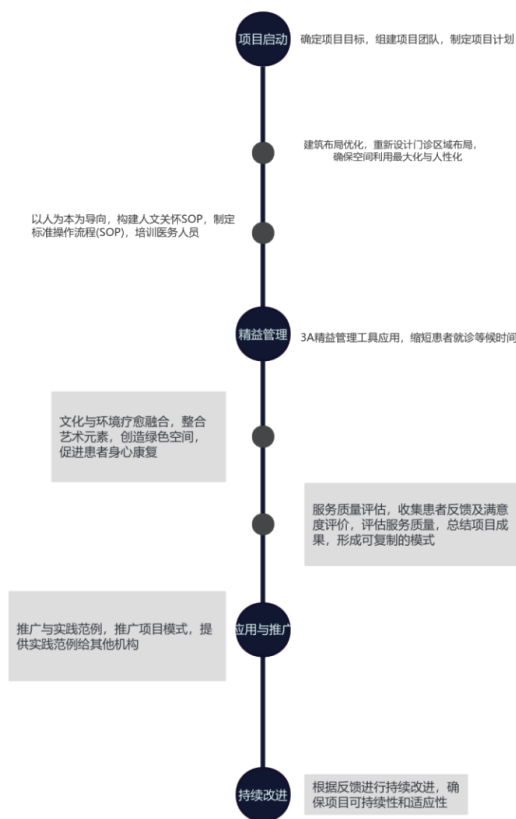 项目启动
确定项目目标，组建项目团队，制定项目计划
建筑布局优化，重新设计门诊区域布局，
确保空间利用最大化与人性化
以人为本为导向，构建人文关怀SOP，制定
标准操作流程(SOP)，培训医务人员
精益管理
3A精益管理工具应用，缩短患者就诊等候时间
文化与环境疗愈融合，整合
艺术元素，创造绿色空间，
促进患者身心康复
服务质量评估，收集患者反馈及满意
度评价，评估服务质量，总结项目成
果，形成可复制的模式
推广与实践范例，推广项目模式，提
供实践范例给其他机构
应用与推广
持续改进
根据反馈进行持续改进，确
保项目可持续性和适应性